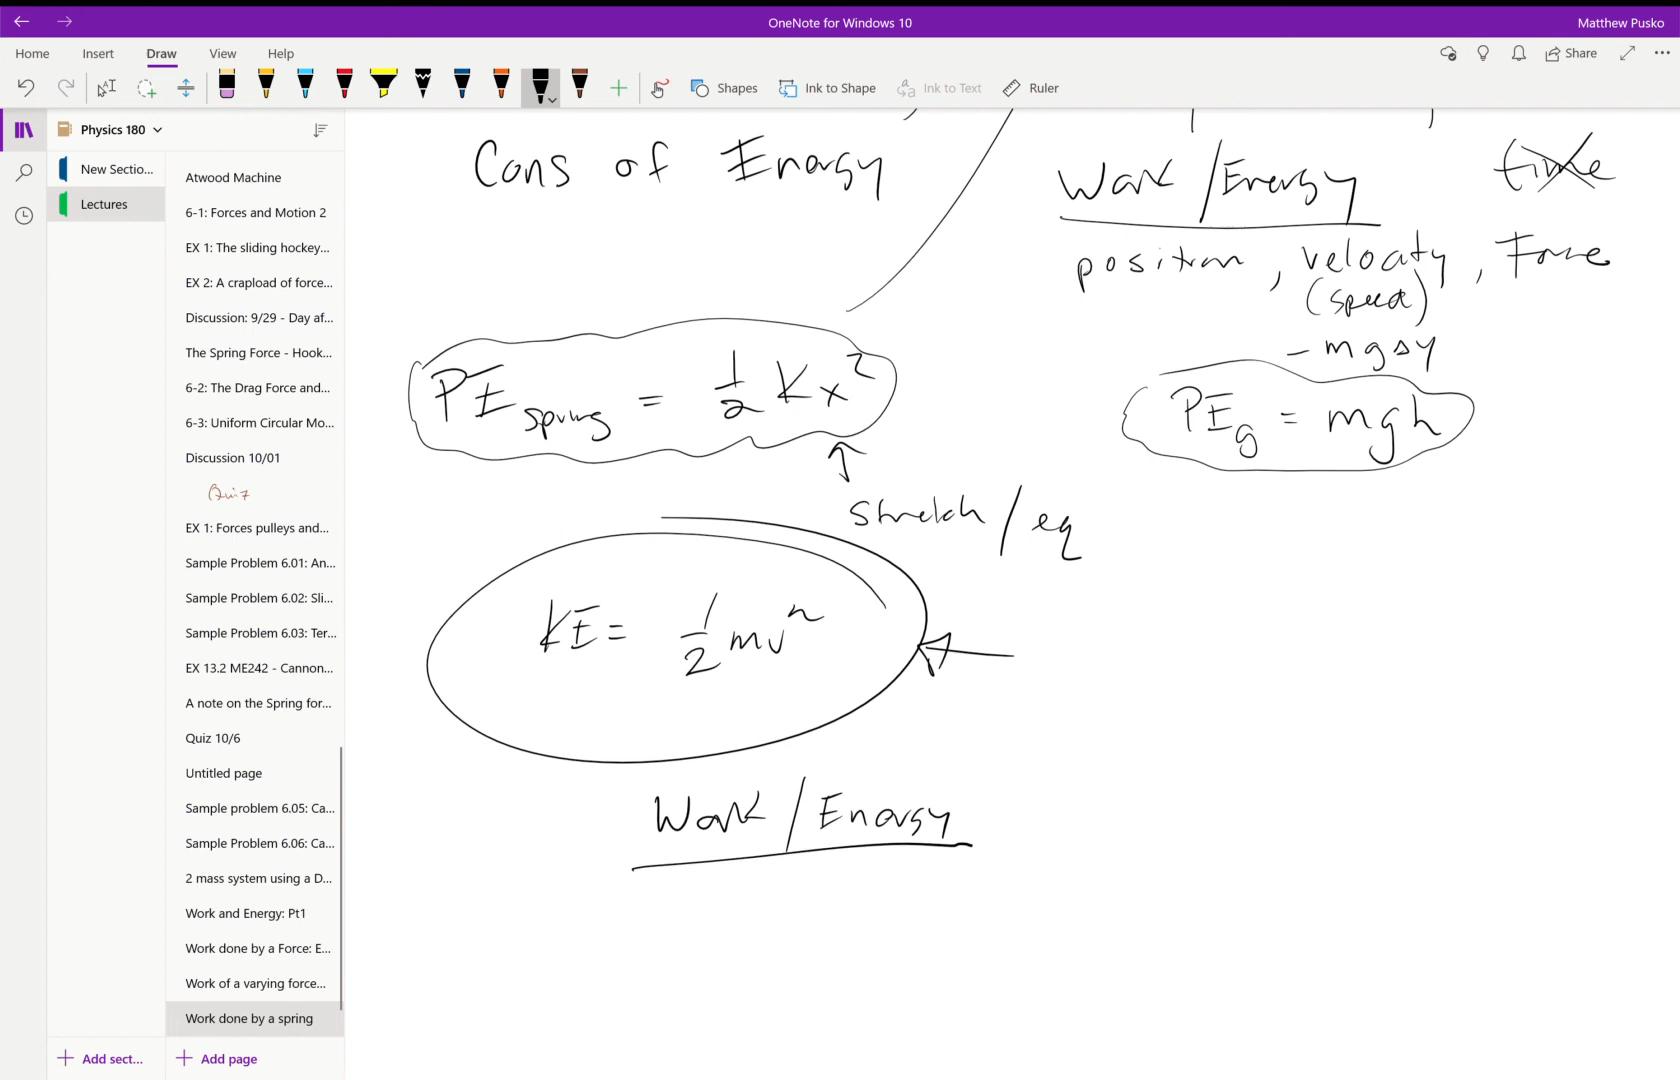 OneNote for Windows 10
Matthew Pusko
Home Insert Draw View Help
Share
Shapes
Ink to Shape
Ink to Text
Ruler
Physics 180
New Sectio...
Lectures
Atwood Machine
6-1: Forces and Motion 2
EX 1: The sliding hockey...
EX 2: A crapload of force...
Discussion: 9/29 - Day af...
The Spring Force - Hook...
6-2: The Drag Force and...
6-3: Uniform Circular Mo...
Discussion 10/01
Quiz
EX 1: Forces pulleys and...
Sample Problem 6.01: An...
Sample Problem 6.02: Sli...
Sample Problem 6.03: Ter...
EX 13.2 ME242 - Cannon...
A note on the Spring for...
Quiz 10/6
Untitled page
Sample problem 6.05: Ca...
Sample Problem 6.06: Ca...
2 mass system using a D...
Work and Energy: Pt1
Work done by a Force: E...
Work of a varying force...
Work done by a spring
Add sect...
Add page
Cons of Energy
Work / Energy time
position, velocity, Force
(speed)
- mgΔy
PE spring = 1/2 Kx²
PEg = mgh
stretch / eq
KE = 1/2 mv²
Work / Energy